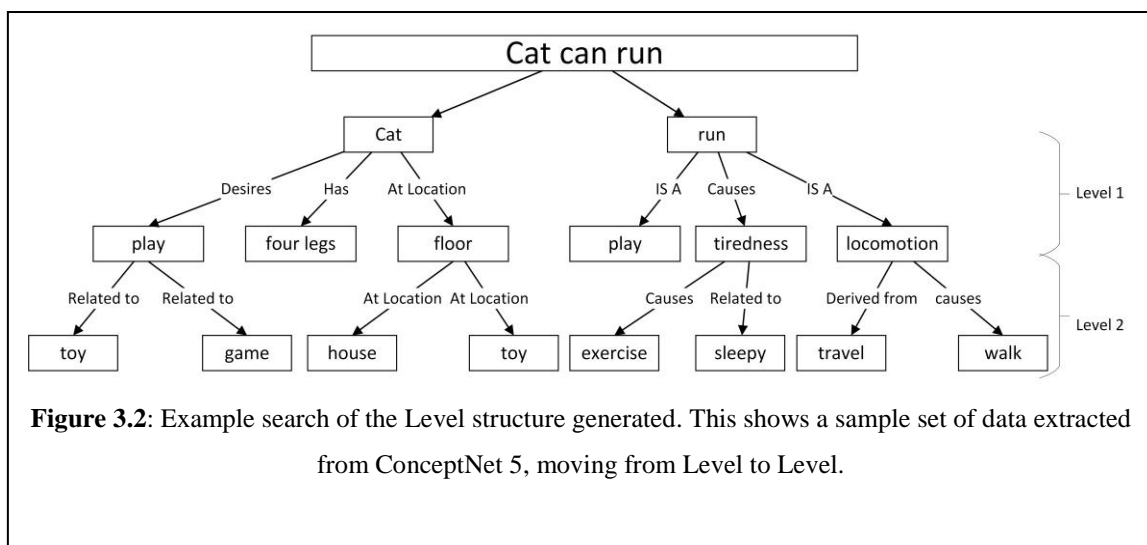 Cat can run
Cat run
Desires Has At Location IS A Causes IS A
Level 1
play four legs floor play tiredness locomotion
Related to Related to At Location At Location Causes Related to Derived from causes
Level 2
toy game house toy exercise sleepy travel walk
Figure 3.2: Example search of the Level structure generated. This shows a sample set of data extracted
from ConceptNet 5, moving from Level to Level.